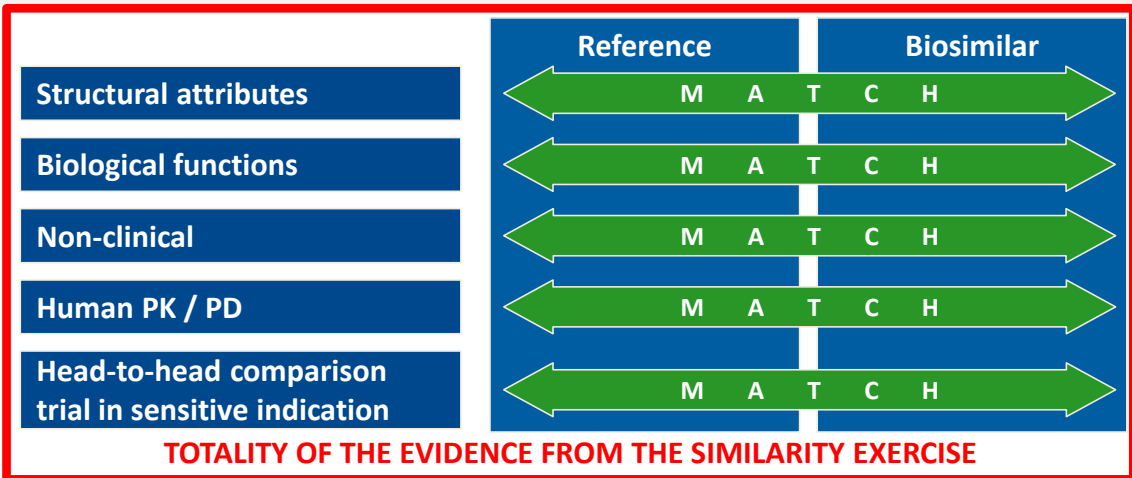 Reference Biosimilar
Structural attributes M A T C H
Biological functions M A T C H
Non-clinical M A T C H
Human PK / PD M A T C H
Head-to-head comparison
trial in sensitive indication M A T C H
TOTALITY OF THE EVIDENCE FROM THE SIMILARITY EXERCISE